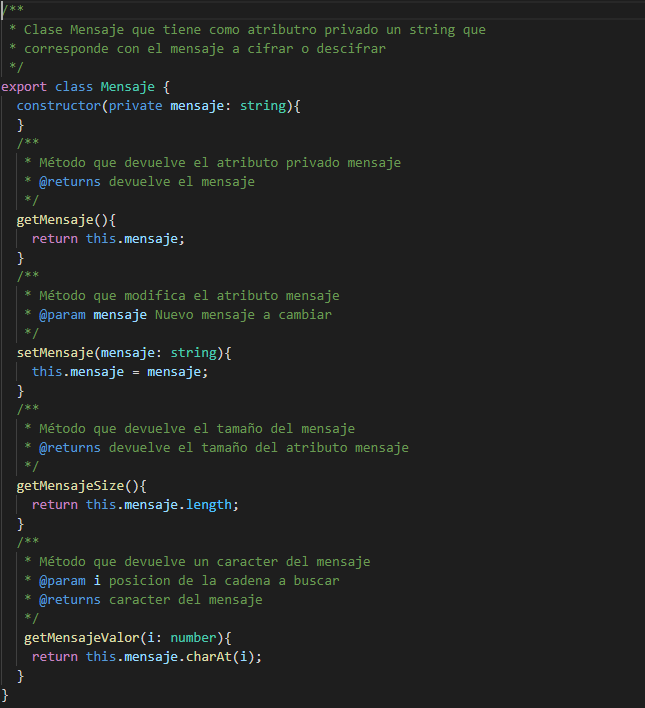 /**
 * Clase Mensaje que tiene como atributro privado un string que
 * corresponde con el mensaje a cifrar o descifrar
 */
export class Mensaje {
  constructor(private mensaje: string){
  }
  /**
   * Método que devuelve el atributo privado mensaje
   * @returns devuelve el mensaje
   */
  getMensaje(){
    return this.mensaje;
  }
  /**
   * Método que modifica el atributo mensaje
   * @param mensaje Nuevo mensaje a cambiar
   */
  setMensaje(mensaje: string){
    this.mensaje = mensaje;
  }
  /**
   * Método que devuelve el tamaño del mensaje
   * @returns devuelve el tamaño del atributo mensaje
   */
  getMensajeSize(){
    return this.mensaje.length;
  }
  /**
   * Método que devuelve un caracter del mensaje
   * @param i posicion de la cadena a buscar
   * @returns caracter del mensaje
   */
   getMensajeValor(i: number){
    return this.mensaje.charAt(i);
  }
}